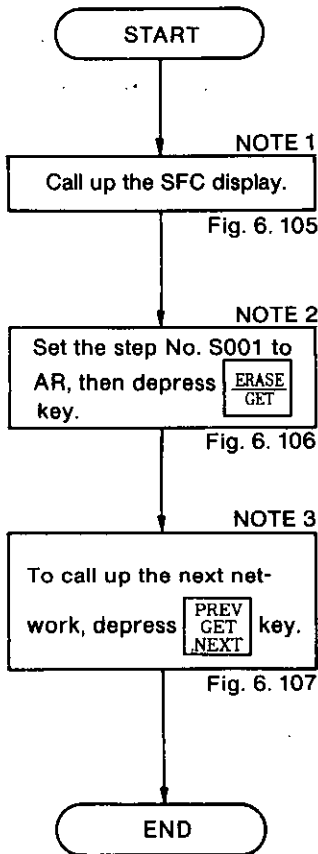 START
NOTE 1
Call up the SFC display.
Fig. 6. 105
NOTE 2
Set the step No. S001 to
AR, then depress ERASE
GET
key.
Fig. 6. 106
NOTE 3
To call up the next net-
work, depress PREV
GET
NEXT key.
Fig. 6. 107
END